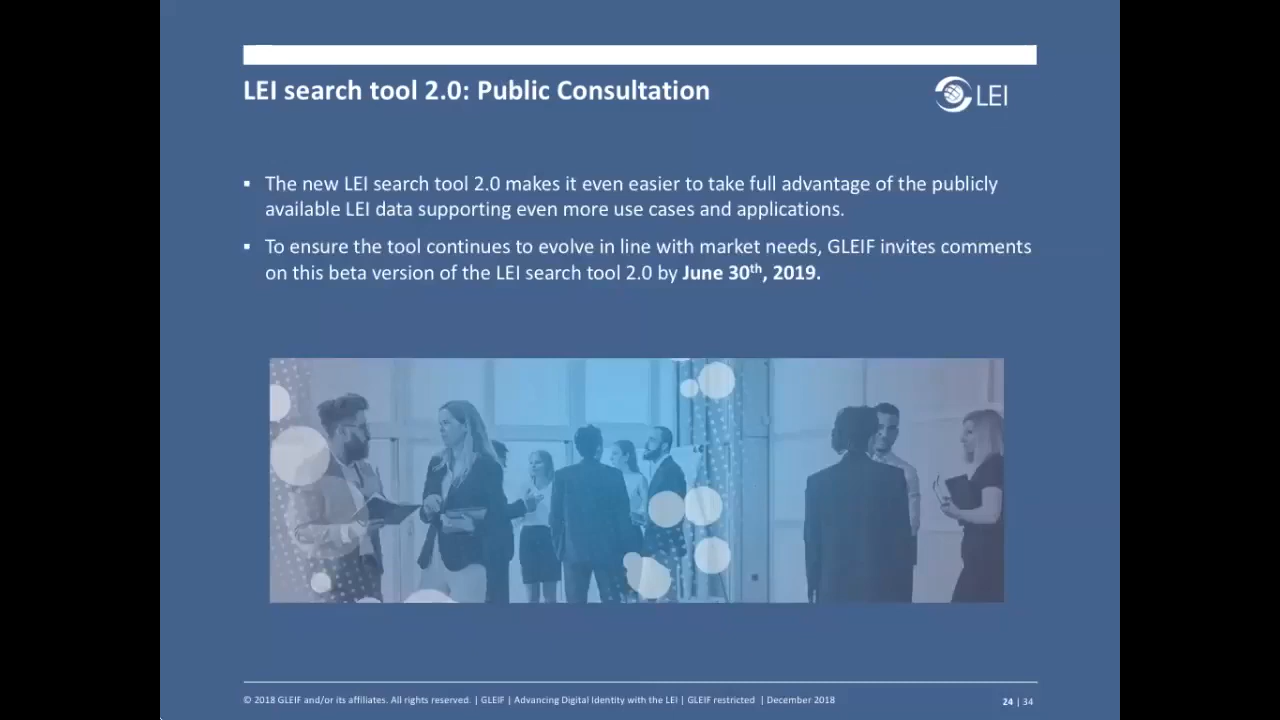 LEI search tool 2.0: Public Consultation
LEI
▪ The new LEI search tool 2.0 makes it even easier to take full advantage of the publicly
available LEI data supporting even more use cases and applications.
▪ To ensure the tool continues to evolve in line with market needs, GLEIF invites comments
on this beta version of the LEI search tool 2.0 by June 30th, 2019.
© 2018 GLEIF and/or its affiliates. All rights reserved. | GLEIF | Advancing Digital Identity with the LEI | GLEIF restricted | December 2018
24 | 34